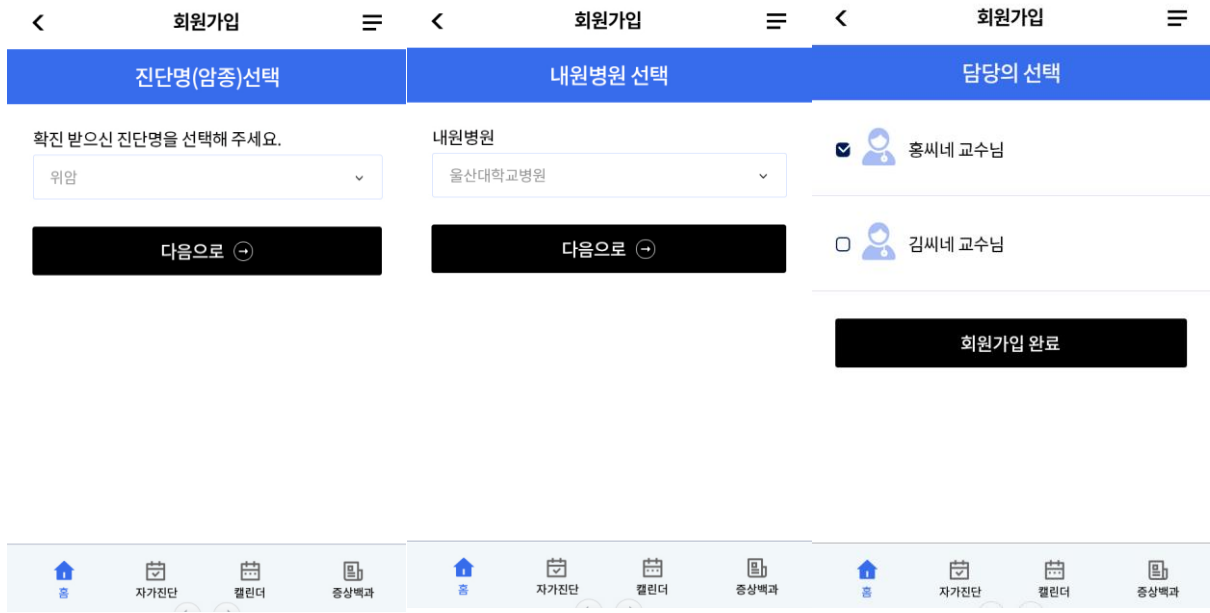 회원가입
진단명(암종)선택
확진 받으신 진단명을 선택해 주세요.
위암
다음으로
홈
자가진단
캘린더
증상백과
회원가입
내원병원 선택
내원병원
울산대학교병원
다음으로
홈
자가진단
캘린더
증상백과
회원가입
담당의 선택
홍씨네 교수님
김씨네 교수님
회원가입 완료
홈
자가진단
캘린더
증상백과